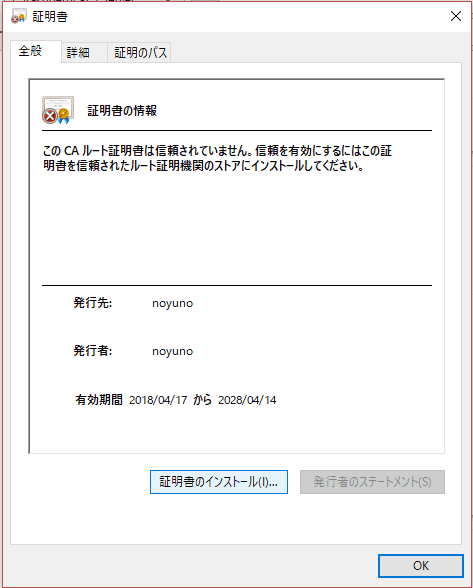 証明書
全般
詳細
証明のパス
証明書の情報
この CA ルート証明書は信頼されていません。信頼を有効にするにはこの証
明書を信頼されたルート証明機関のストアにインストールしてください。
発行先: noyuno
発行者: noyuno
有効期間 2018/04/17 から 2028/04/14
証明書のインストール(I)...
発行者のステートメント(S)
OK